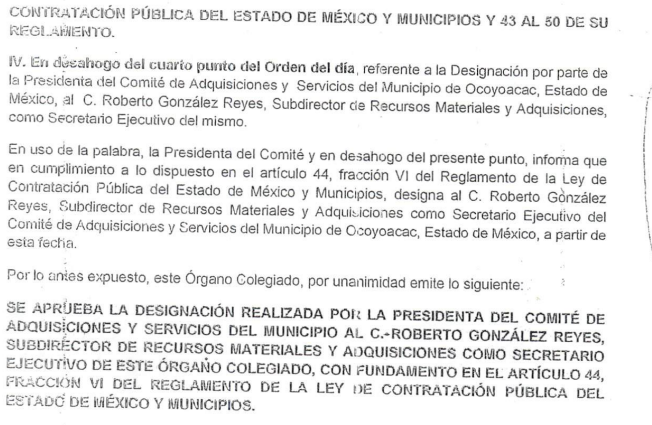 CONTRATACIÓN PÚBLICA DEL ESTADO DE MÉXICO Y MUNICIPIOS Y 43 AL 50 DE SU
REGLAMENTO.
IV. En desahogo del cuarto punto del Orden del día, referente a la Designación por parte de
la Presidenta del Comité de Adquisiciones y Servicios del Municipio de Ocoyoacac, Estado de
México, al C. Roberto González Reyes, Subdirector de Recursos Materiales y Adquisiciones,
como Secretario Ejecutivo del mismo.
En uso de la palabra, la Presidenta del Comité y en desahogo del presente punto, informa que
en cumplimiento a lo dispuesto en el artículo 44, fracción VI del Reglamento de la Ley de
Contratación Pública del Estado de México y Municipios, designa al C. Roberto González
Reyes, Subdirector de Recursos Materiales y Adquisiciones como Secretario Ejecutivo del
Comité de Adquisiciones y Servicios del Municipio de Ocoyoacac, Estado de México, a partir de
esta fecha.
Por lo antes expuesto, este Órgano Colegiado, por unanimidad emite lo siguiente:
SE APRUEBA LA DESIGNACIÓN REALIZADA POR LA PRESIDENTA DEL COMITÉ DE
ADQUISICIONES Y SERVICIOS DEL MUNICIPIO AL C.-ROBERTO GONZÁLEZ REYES,
SUBDIRECTOR DE RECURSOS MATERIALES Y ADQUISICIONES COMO SECRETARIO
EJECUTIVO DE ESTE ÓRGANO COLEGIADO, CON FUNDAMENTO EN EL ARTÍCULO 44,
FRACCIÓN VI DEL REGLAMENTO DE LA LEY DE CONTRATACIÓN PÚBLICA DEL
ESTADO DE MÉXICO Y MUNICIPIOS.